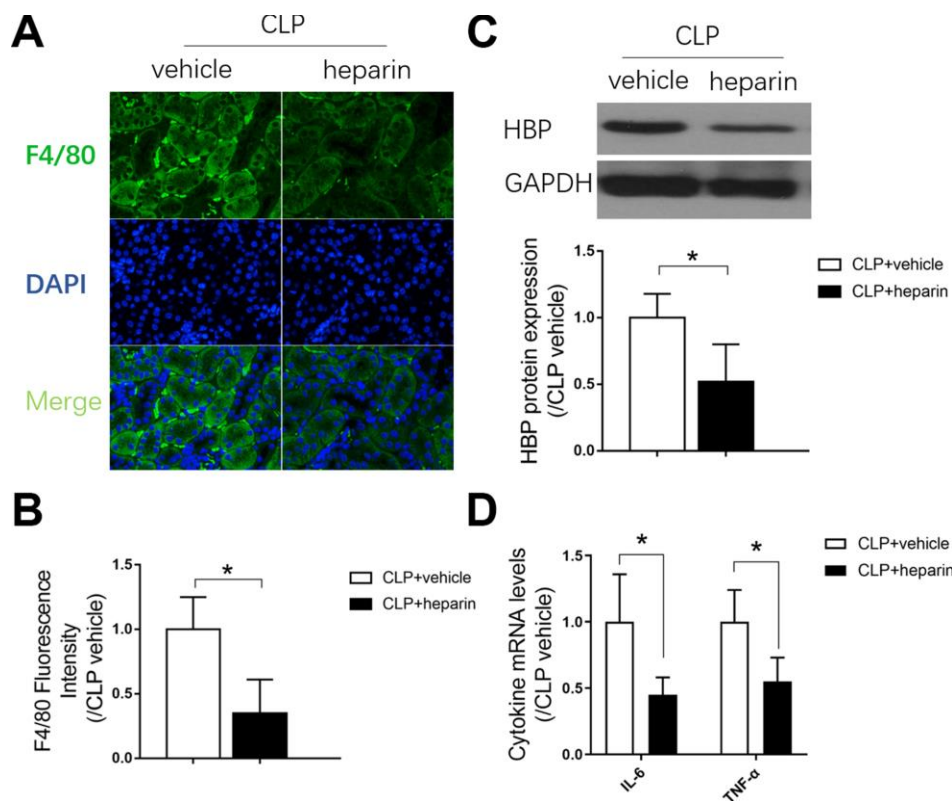 A
CLP
vehicle heparin
F4/80
DAPI
Merge
B
F4/80 Fluorescence
Intensity
(/CLP vehicle)
1.5
1.0
0.5
0.0
*
CLP+vehicle
CLP+heparin
C
CLP
vehicle heparin
HBP
GAPDH
HBP protein expression
(/CLP vehicle)
1.5
1.0
0.5
0.0
*
CLP+vehicle
CLP+heparin
D
Cytokine mRNA levels
(/CLP vehicle)
1.5
1.0
0.5
0.0
* *
IL-6 TNF-α
CLP+vehicle
CLP+heparin